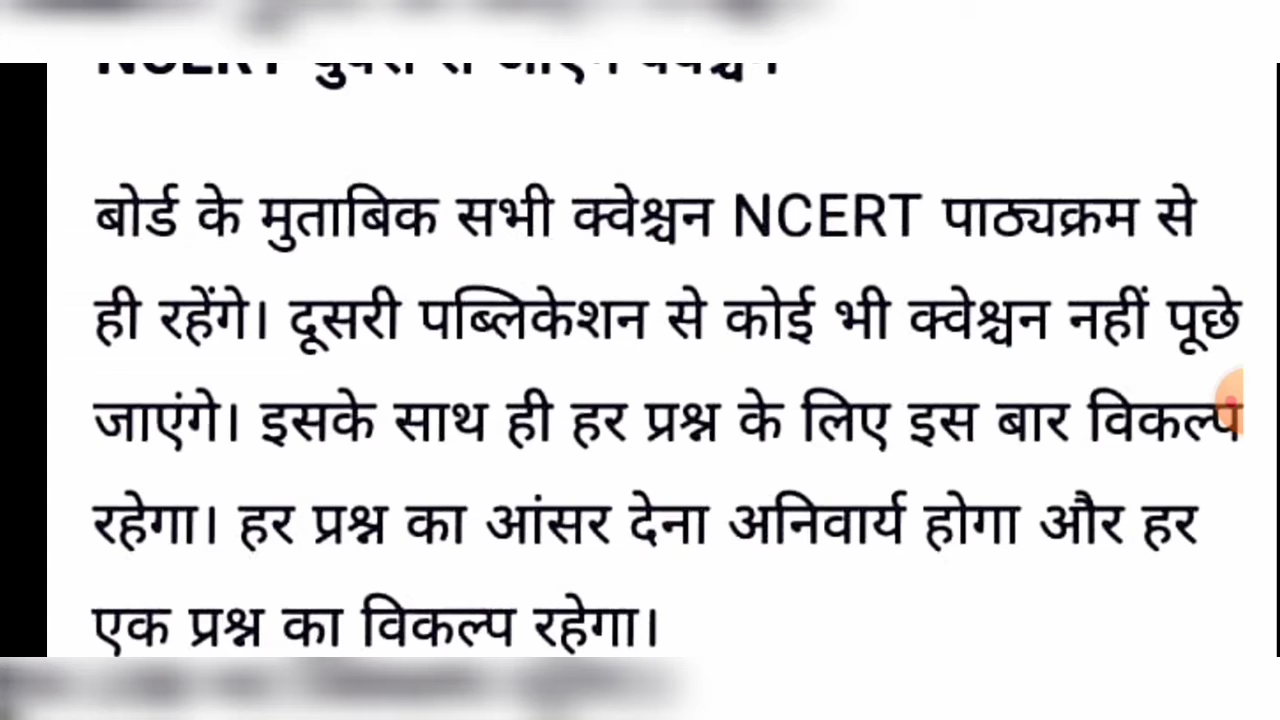 NCERT
बोर्ड के मुताबिक सभी क्वेश्चन NCERT पाठ्यक्रम से
ही रहेंगे। दूसरी पब्लिकेशन से कोई भी क्वेश्चन नहीं पूछे
जाएंगे। इसके साथ ही हर प्रश्न के लिए इस बार विकल्प
रहेगा। हर प्रश्न का आंसर देना अनिवार्य होगा और हर
एक प्रश्न का विकल्प रहेगा।